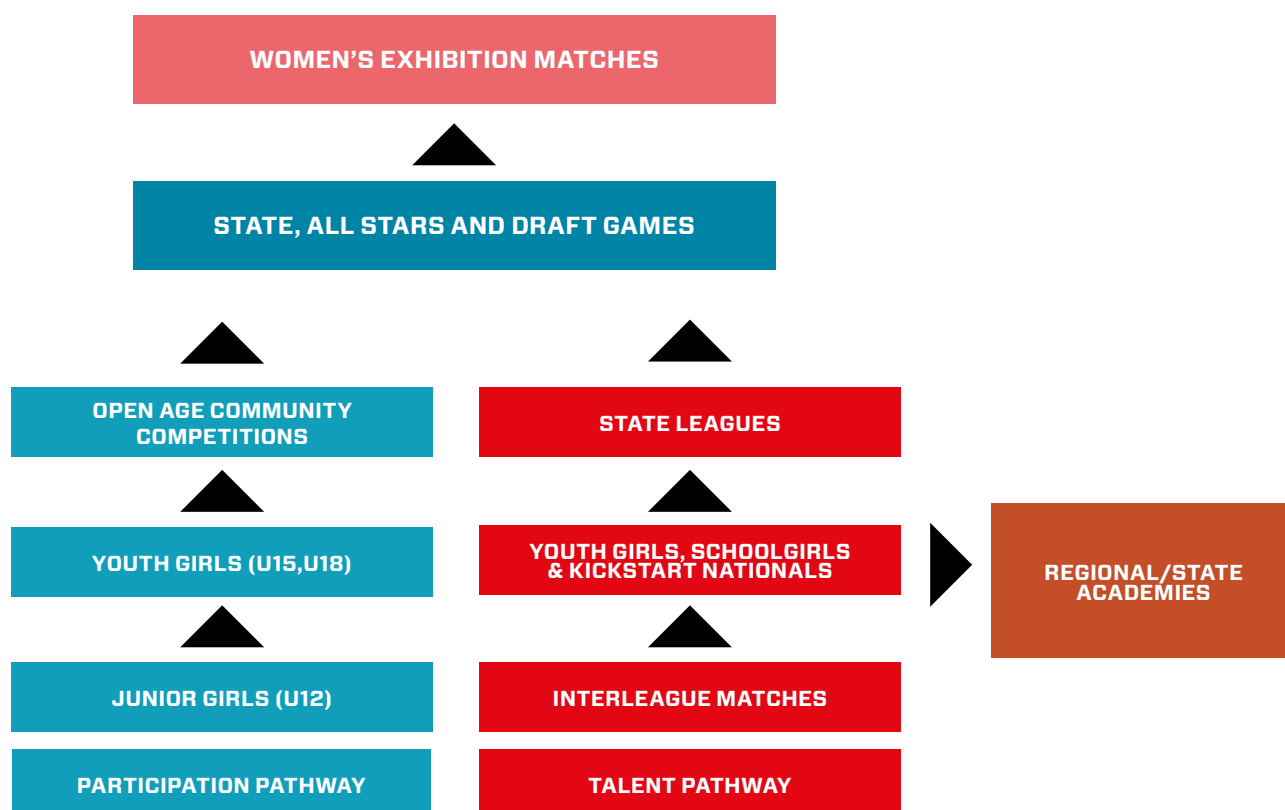 WOMEN’S EXHIBITION MATCHES
STATE, ALL STARS AND DRAFT GAMES
OPEN AGE COMMUNITY
COMPETITIONS
STATE LEAGUES
YOUTH GIRLS (U15,U18)
YOUTH GIRLS, SCHOOLGIRLS
& KICKSTART NATIONALS
REGIONAL/STATE
ACADEMIES
JUNIOR GIRLS (U12)
INTERLEAGUE MATCHES
PARTICIPATION PATHWAY
TALENT PATHWAY